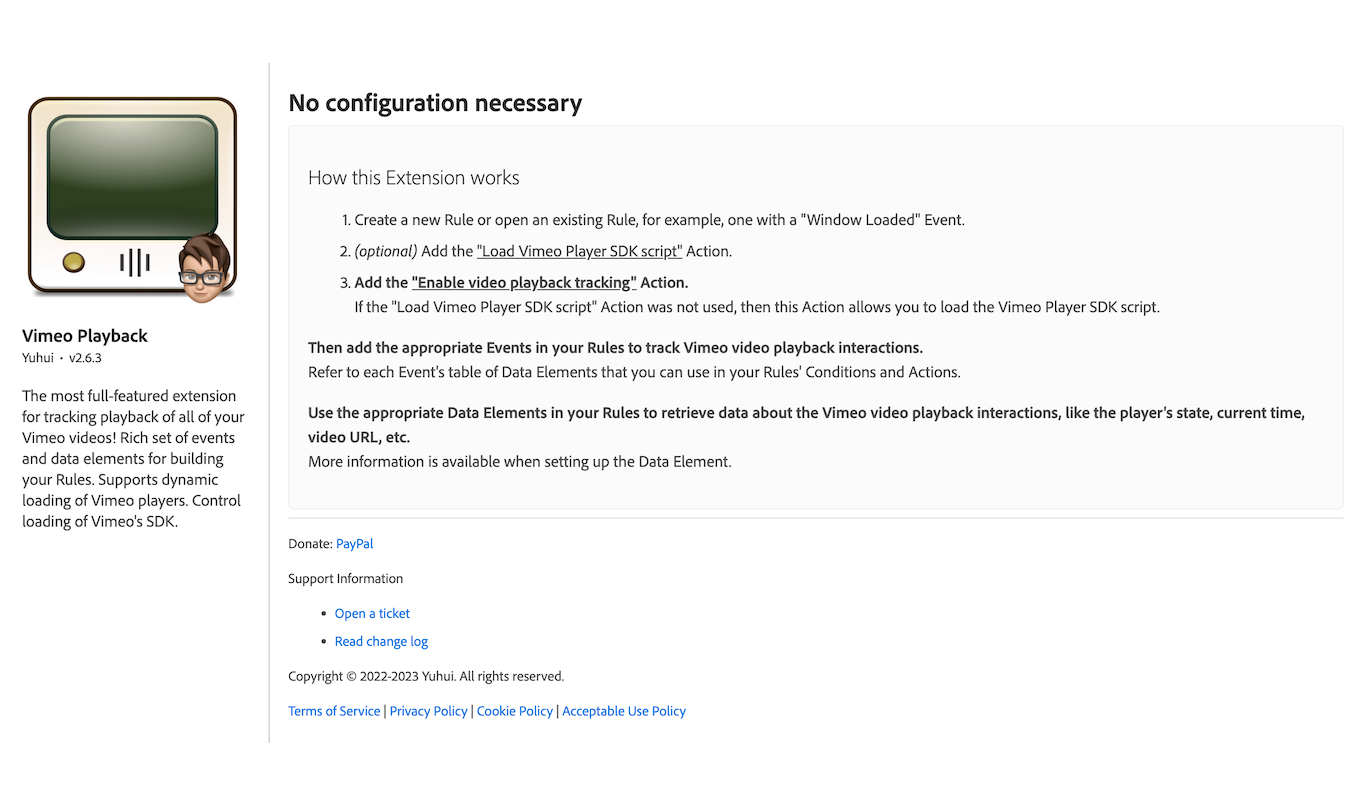 Vimeo Playback
Yuhui · v2.6.3
The most full-featured extension
for tracking playback of all of your
Vimeo videos! Rich set of events
and data elements for building
your Rules. Supports dynamic
loading of Vimeo players. Control
loading of Vimeo's SDK.
No configuration necessary
How this Extension works
1. Create a new Rule or open an existing Rule, for example, one with a "Window Loaded" Event.
2. (optional) Add the "Load Vimeo Player SDK script" Action.
3. Add the "Enable video playback tracking" Action.
If the "Load Vimeo Player SDK script" Action was not used, then this Action allows you to load the Vimeo Player SDK script.
Then add the appropriate Events in your Rules to track Vimeo video playback interactions.
Refer to each Event's table of Data Elements that you can use in your Rules' Conditions and Actions.
Use the appropriate Data Elements in your Rules to retrieve data about the Vimeo video playback interactions, like the player's state, current time,
video URL, etc.
More information is available when setting up the Data Element.
Donate: PayPal
Support Information
• Open a ticket
• Read change log
Copyright © 2022-2023 Yuhui. All rights reserved.
Terms of Service | Privacy Policy | Cookie Policy | Acceptable Use Policy